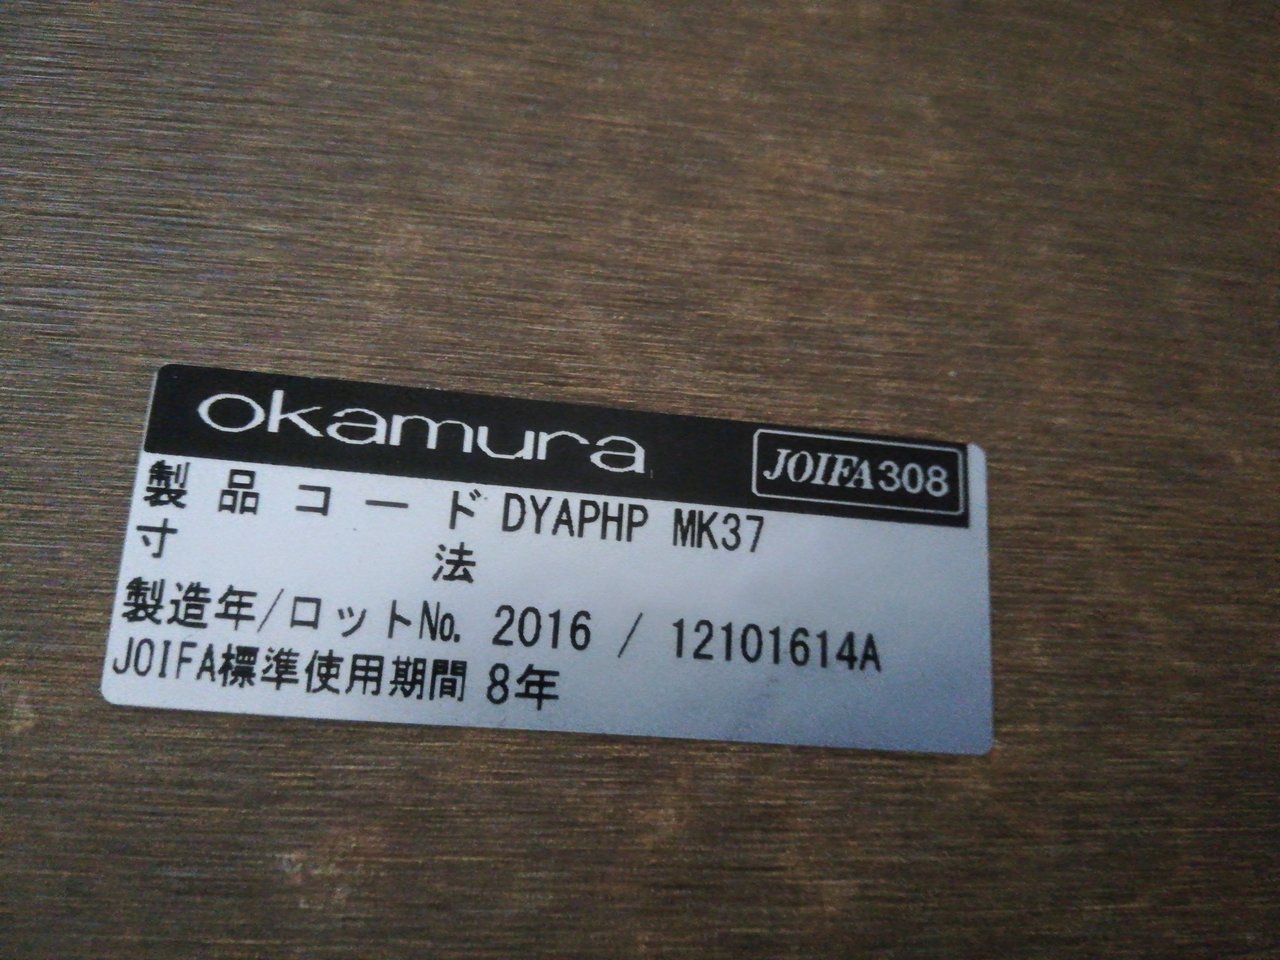 okamura JOIFA308
製品コード DYAPHP MK37
寸法
製造年/ロット№. 2016 / 12101614A
JOIFA標準使用期間 8年